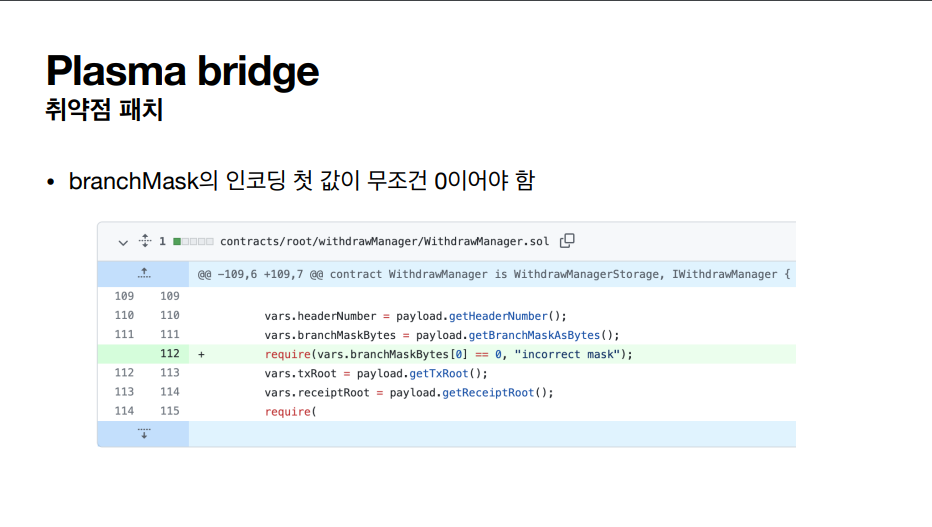 Plasma bridge
취약점 패치
• branchMask의 인코딩 첫 값이 무조건 0이어야 함
1 contracts/root/withdrawManager/WithdrawManager.sol
@@ -109,6 +109,7 @@ contract WithdrawManager is WithdrawManagerStorage, IWithdrawManager {
109 109
110 110 vars.headerNumber = payload.getHeaderNumber();
111 111 vars.branchMaskBytes = payload.getBranchMaskAsBytes();
112 + require(vars.branchMaskBytes[0] == 0, "incorrect mask");
112 113 vars.txRoot = payload.getTxRoot();
113 114 vars.receiptRoot = payload.getReceiptRoot();
114 115 require(